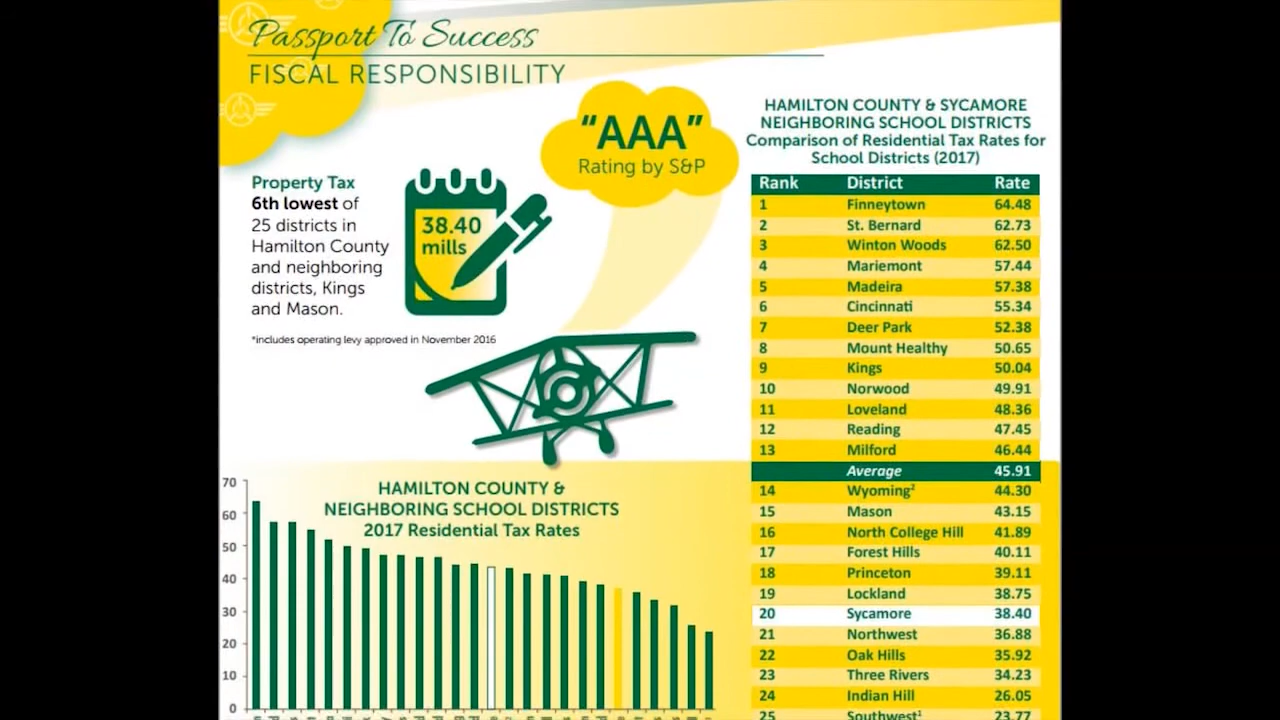 Passport To Success
FISCAL RESPONSIBILITY
"AAA"
Rating by S&P
Property Tax
6th lowest of
25 districts in
Hamilton County
and neighboring
districts, Kings
and Mason.
38.40
mills
*includes operating levy approved in November 2016
HAMILTON COUNTY & SYCAMORE
NEIGHBORING SCHOOL DISTRICTS
Comparison of Residential Tax Rates for
School Districts (2017)
Rank District Rate
1 Finneytown 64.48
2 St. Bernard 62.73
3 Winton Woods 62.50
4 Mariemont 57.44
5 Madeira 57.38
6 Cincinnati 55.34
7 Deer Park 52.38
8 Mount Healthy 50.65
9 Kings 50.04
10 Norwood 49.91
11 Loveland 48.36
12 Reading 47.45
13 Milford 46.44
Average 45.91
14 Wyoming² 44.30
15 Mason 43.15
16 North College Hill 41.89
17 Forest Hills 40.11
18 Princeton 39.11
19 Lockland 38.75
20 Sycamore 38.40
21 Northwest 36.88
22 Oak Hills 35.92
23 Three Rivers 34.23
24 Indian Hill 26.05
25 Southwest¹ 23.77
HAMILTON COUNTY &
NEIGHBORING SCHOOL DISTRICTS
2017 Residential Tax Rates
70
60
50
40
30
20
10
0